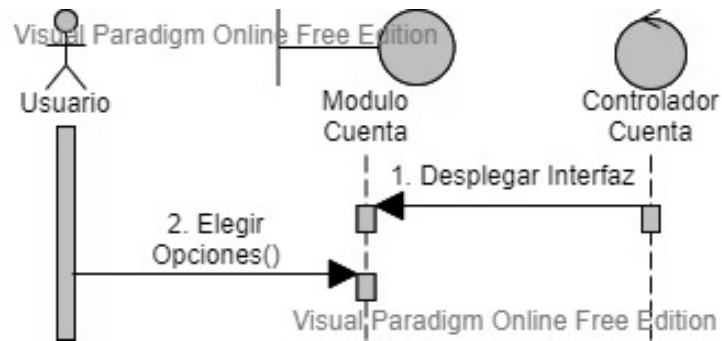 Visual Paradigm Online Free Edition
Usuario
Modulo
Cuenta
Controlador
Cuenta
1. Desplegar Interfaz
2. Elegir
Opciones()
Visual Paradigm Online Free Edition